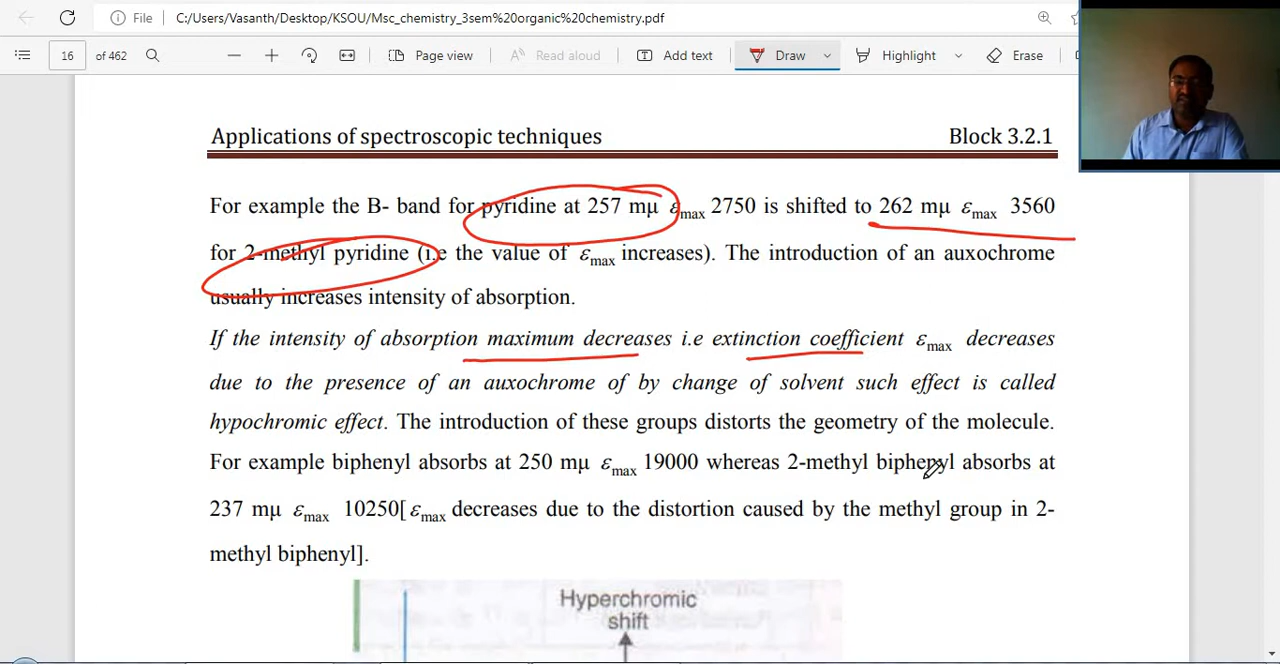 File C:/Users/Vasanth/Desktop/KSOU/Msc_chemistry_3sem%20organic%20chemistry.pdf
16 of 462 Page view Read aloud Add text Draw Highlight Erase
Applications of spectroscopic techniques Block 3.2.1
For example the B- band for pyridine at 257 mμ εmax 2750 is shifted to 262 mμ εmax 3560
for 2-methyl pyridine (i.e the value of εmax increases). The introduction of an auxochrome
usually increases intensity of absorption.
If the intensity of absorption maximum decreases i.e extinction coefficient εmax decreases
due to the presence of an auxochrome of by change of solvent such effect is called
hypochromic effect. The introduction of these groups distorts the geometry of the molecule.
For example biphenyl absorbs at 250 mμ εmax 19000 whereas 2-methyl biphenyl absorbs at
237 mμ εmax 10250[ εmax decreases due to the distortion caused by the methyl group in 2-
methyl biphenyl].
Hyperchromic
shift